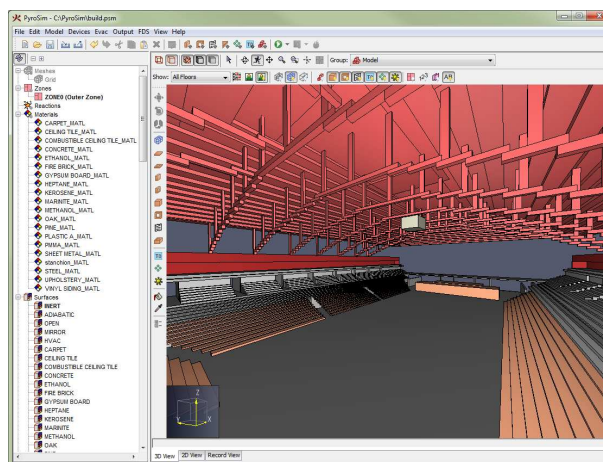 PyroSim - C:\PyroSim\build.psm
File Edit Model Devices Evac Output FDS View Help
Group: Model
Show: All Floors
Meshes
Grid
Zones
ZONE0 (Outer Zone)
Reactions
Materials
CARPET_MATL
CEILING TILE_MATL
COMBUSTIBLE CEILING TILE_MATL
CONCRETE_MATL
ETHANOL_MATL
FIRE BRICK_MATL
GYPSUM BOARD_MATL
HEPTANE_MATL
KEROSENE_MATL
MARINITE_MATL
METHANOL_MATL
OAK_MATL
PINE_MATL
PLASTIC A_MATL
PMMA_MATL
SHEET METAL_MATL
stanchion_MATL
STEEL_MATL
UPHOLSTERY_MATL
VINYL SIDING_MATL
Surfaces
INERT
ADIABATIC
OPEN
MIRROR
HVAC
CARPET
CEILING TILE
COMBUSTIBLE CEILING TILE
CONCRETE
ETHANOL
FIRE BRICK
GYPSUM BOARD
HEPTANE
KEROSENE
MARINITE
METHANOL
OAK
Z
Y X
3D View 2D View Record View